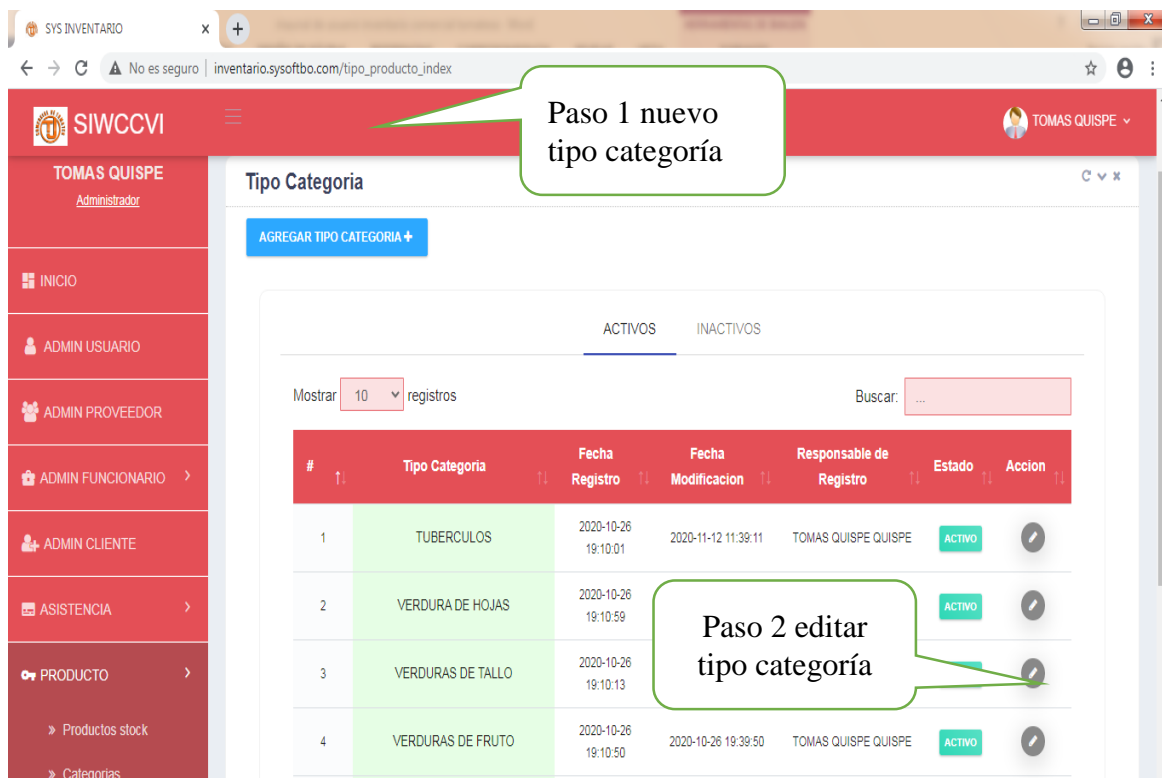 SYS INVENTARIO
No es seguro | inventario.sysoftbo.com/tipo_producto_index
SIWCCVI
TOMAS QUISPE
Paso 1 nuevo
tipo categoría
TOMAS QUISPE
Administrador
INICIO
ADMIN USUARIO
ADMIN PROVEEDOR
ADMIN FUNCIONARIO
ADMIN CLIENTE
ASISTENCIA
PRODUCTO
» Productos stock
» Categorias
Tipo Categoria
AGREGAR TIPO CATEGORIA +
ACTIVOS INACTIVOS
Mostrar 10 registros Buscar: ...
# Tipo Categoria Fecha Registro Fecha Modificacion Responsable de Registro Estado Accion
1 TUBERCULOS 2020-10-26 19:10:01 2020-11-12 11:39:11 TOMAS QUISPE QUISPE ACTIVO
2 VERDURA DE HOJAS 2020-10-26 19:10:59 ACTIVO
3 VERDURAS DE TALLO 2020-10-26 19:10:13
4 VERDURAS DE FRUTO 2020-10-26 19:10:50 2020-10-26 19:39:50 TOMAS QUISPE QUISPE ACTIVO
Paso 2 editar
tipo categoría